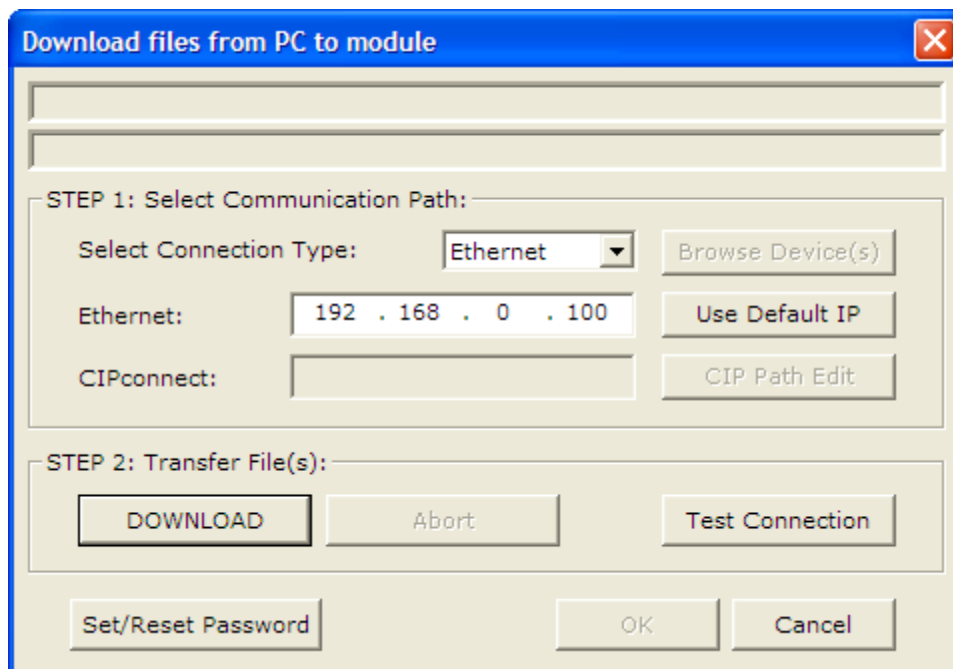 Download files from PC to module
STEP 1: Select Communication Path:
Select Connection Type: Ethernet Browse Device(s)
Ethernet: 192 . 168 . 0 . 100 Use Default IP
CIPconnect: CIP Path Edit
STEP 2: Transfer File(s):
DOWNLOAD Abort Test Connection
Set/Reset Password OK Cancel